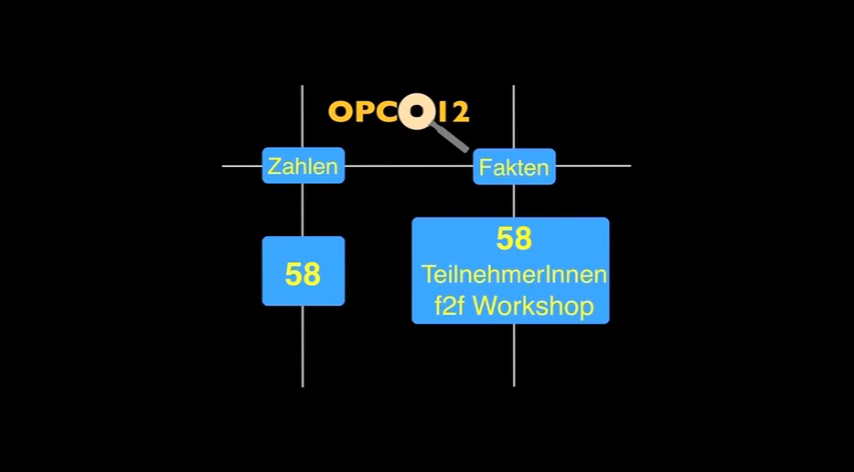 OPCO12
Zahlen
Fakten
58
58
TeilnehmerInnen
f2f Workshop